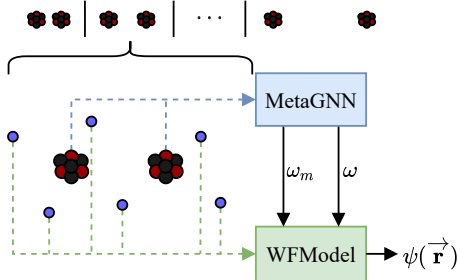 ...
MetaGNN
ω_m ω
WFModel
ψ(r⃗)